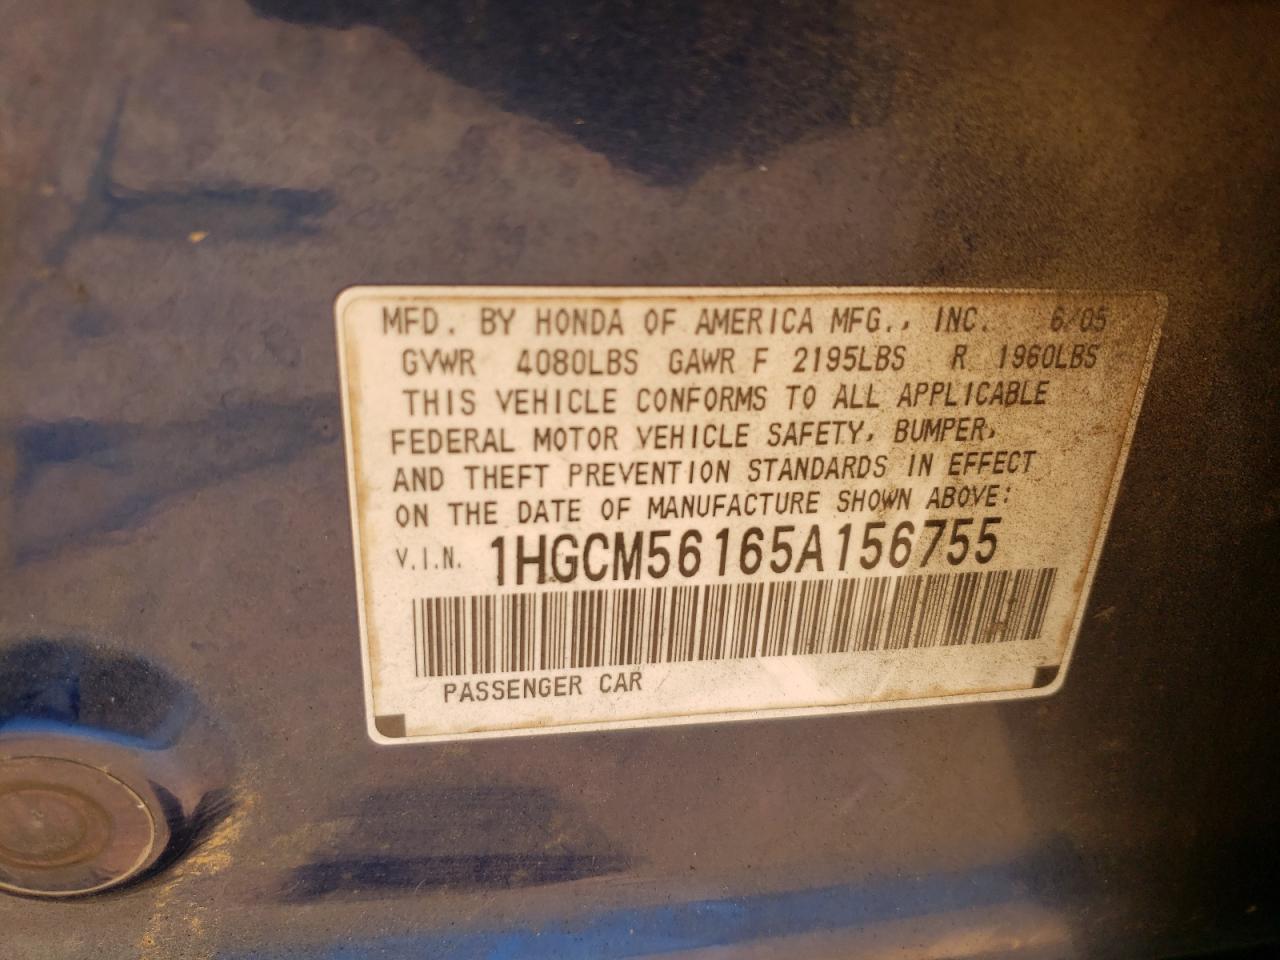 MFD. BY HONDA OF AMERICA MFG., INC. 6/05
GVWR 4080LBS GAWR F 2195LBS R 1960LBS
THIS VEHICLE CONFORMS TO ALL APPLICABLE
FEDERAL MOTOR VEHICLE SAFETY, BUMPER,
AND THEFT PREVENTION STANDARDS IN EFFECT
ON THE DATE OF MANUFACTURE SHOWN ABOVE:
V.I.N. 1HGCM56165A156755
PASSENGER CAR